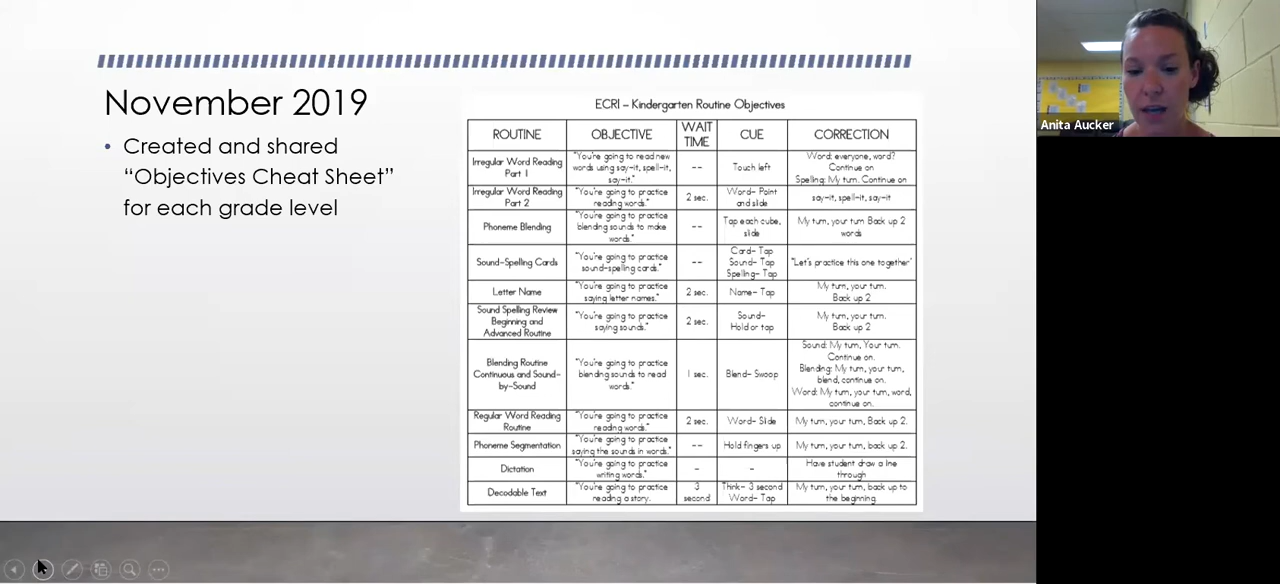 November 2019
• Created and shared
“Objectives Cheat Sheet”
for each grade level
ECRI – Kindergarten Routine Objectives
ROUTINE
OBJECTIVE
WAIT
TIME
CUE
CORRECTION
Irregular Word Reading
Part 1
"You're going to read new
words using say-it, spell-it,
say-it."
--
Touch left
Word: everyone, word?
Continue on
Spelling: My turn. Continue on
Irregular Word Reading
Part 2
"You're going to practice
reading words."
2 sec.
Word- Point
and slide
say-it, spell-it, say-it
Phoneme Blending
"You're going to practice
blending sounds to make
words."
--
Tap each cube,
slide
My turn, your turn Back up 2
words
Sound-Spelling Cards
"You're going to practice
sound-spelling cards."
--
Card- Tap
Sound- Tap
Spelling- Tap
"Let's practice this one together'
Letter Name
"You're going to practice
saying letter names."
2 sec.
Name- Tap
My turn, your turn.
Back up 2
Sound Spelling Review
Beginning and
Advanced Routine
"You're going to practice
saying sounds."
2 sec.
Sound-
Hold or tap
My turn, your turn.
Back up 2
Blending Routine
Continuous and Sound-
by-Sound
"You're going to practice
blending sounds to read
words."
1 sec.
Blend- Swoop
Sound: My turn, Your turn.
Continue on.
Blending: My turn, your turn,
blend, continue on.
Word: My turn, your turn, word,
continue on.
Regular Word Reading
Routine
"You're going to practice
reading words."
2 sec.
Word- Slide
My turn, your turn, Back up 2.
Phoneme Segmentation
"You're going to practice
saying the sounds in words."
--
Hold fingers up
My turn, your turn, back up 2.
Dictation
"You're going to practice
writing words."
-
-
Have student draw a line
through
Decodable Text
"You're going to practice
reading a story.
3
second
Think- 3 second
Word- Tap
My turn, your turn, back up to
the beginning.
Anita Aucker